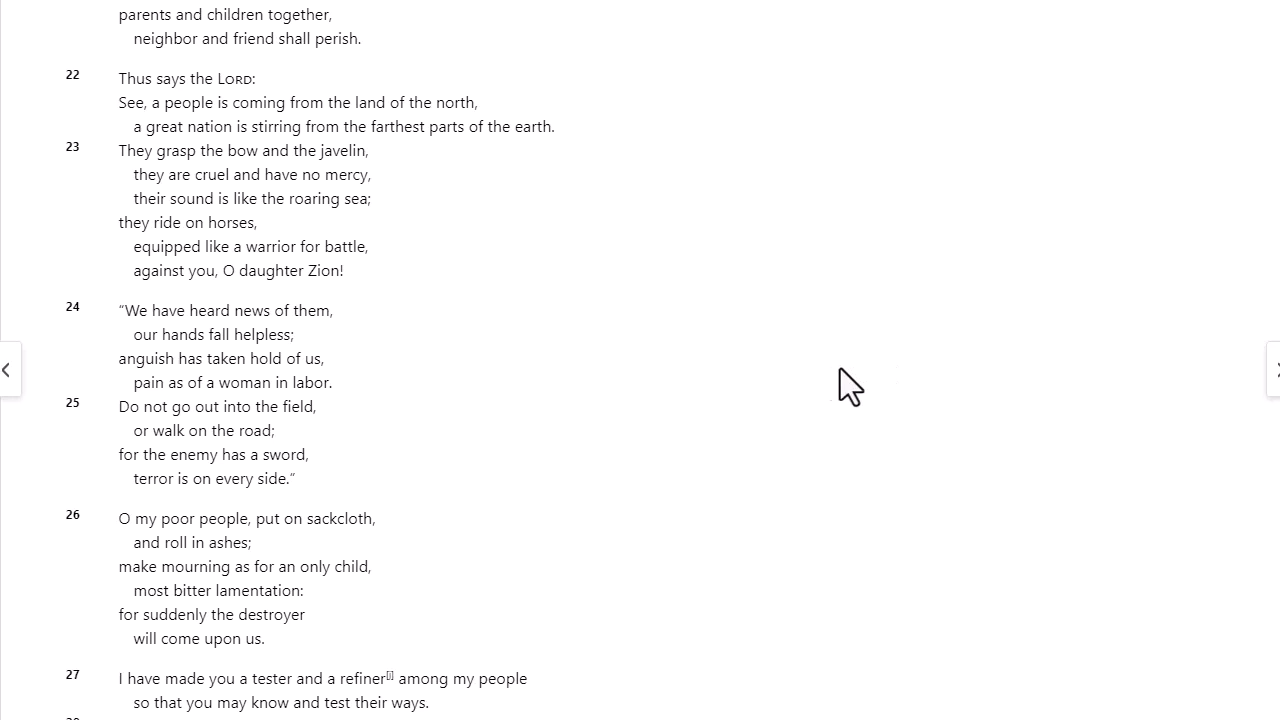 parents and children together,
neighbor and friend shall perish.
22 Thus says the LORD:
See, a people is coming from the land of the north,
a great nation is stirring from the farthest parts of the earth.
23 They grasp the bow and the javelin,
they are cruel and have no mercy,
their sound is like the roaring sea;
they ride on horses,
equipped like a warrior for battle,
against you, O daughter Zion!
24 “We have heard news of them,
our hands fall helpless;
anguish has taken hold of us,
pain as of a woman in labor.
25 Do not go out into the field,
or walk on the road;
for the enemy has a sword,
terror is on every side.”
26 O my poor people, put on sackcloth,
and roll in ashes;
make mourning as for an only child,
most bitter lamentation:
for suddenly the destroyer
will come upon us.
27 I have made you a tester and a refiner among my people
so that you may know and test their ways.